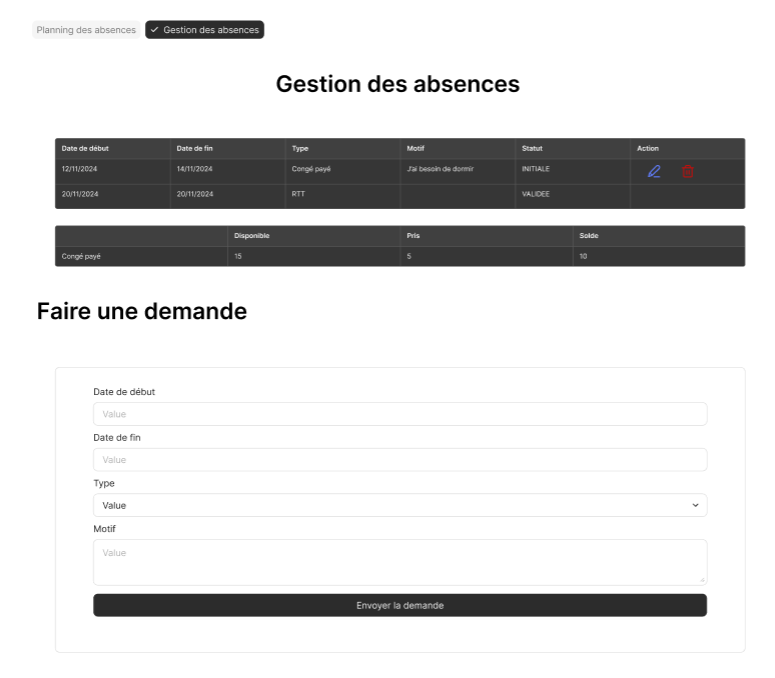 Planning des absences ✓ Gestion des absences
Gestion des absences
Date de début Date de fin Type Motif Statut Action
12/11/2024 14/11/2024 Congé payé J'ai besoin de dormir INITIALE
20/11/2024 20/11/2024 RTT VALIDEE
Disponible Pris Solde
Congé payé 15 5 10
Faire une demande
Date de début
Value
Date de fin
Value
Type
Value
Motif
Value
Envoyer la demande